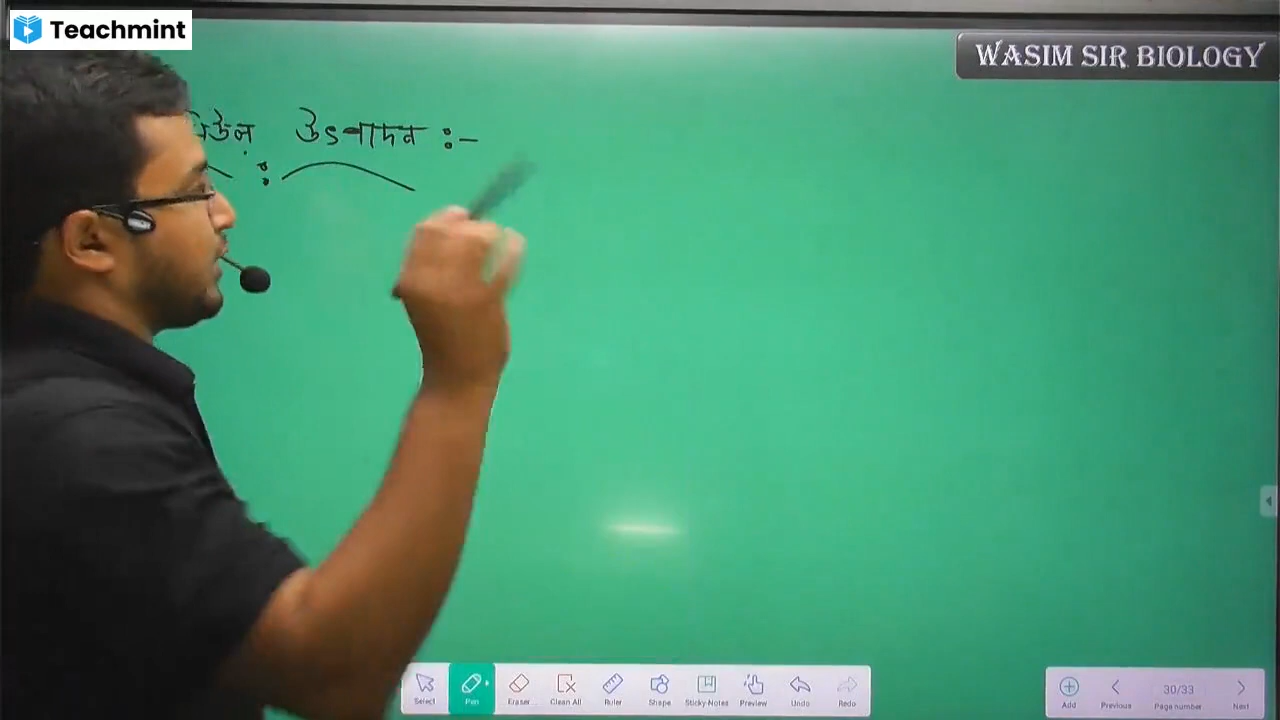 Teachmint
WASIM SIR BIOLOGY
উৎপাদন :-
Select
Pen
Eraser
Clean All
Ruler
Shape
Sticky Notes
Preview
Undo
Redo
Add
Previous
30/33
Page number
Next